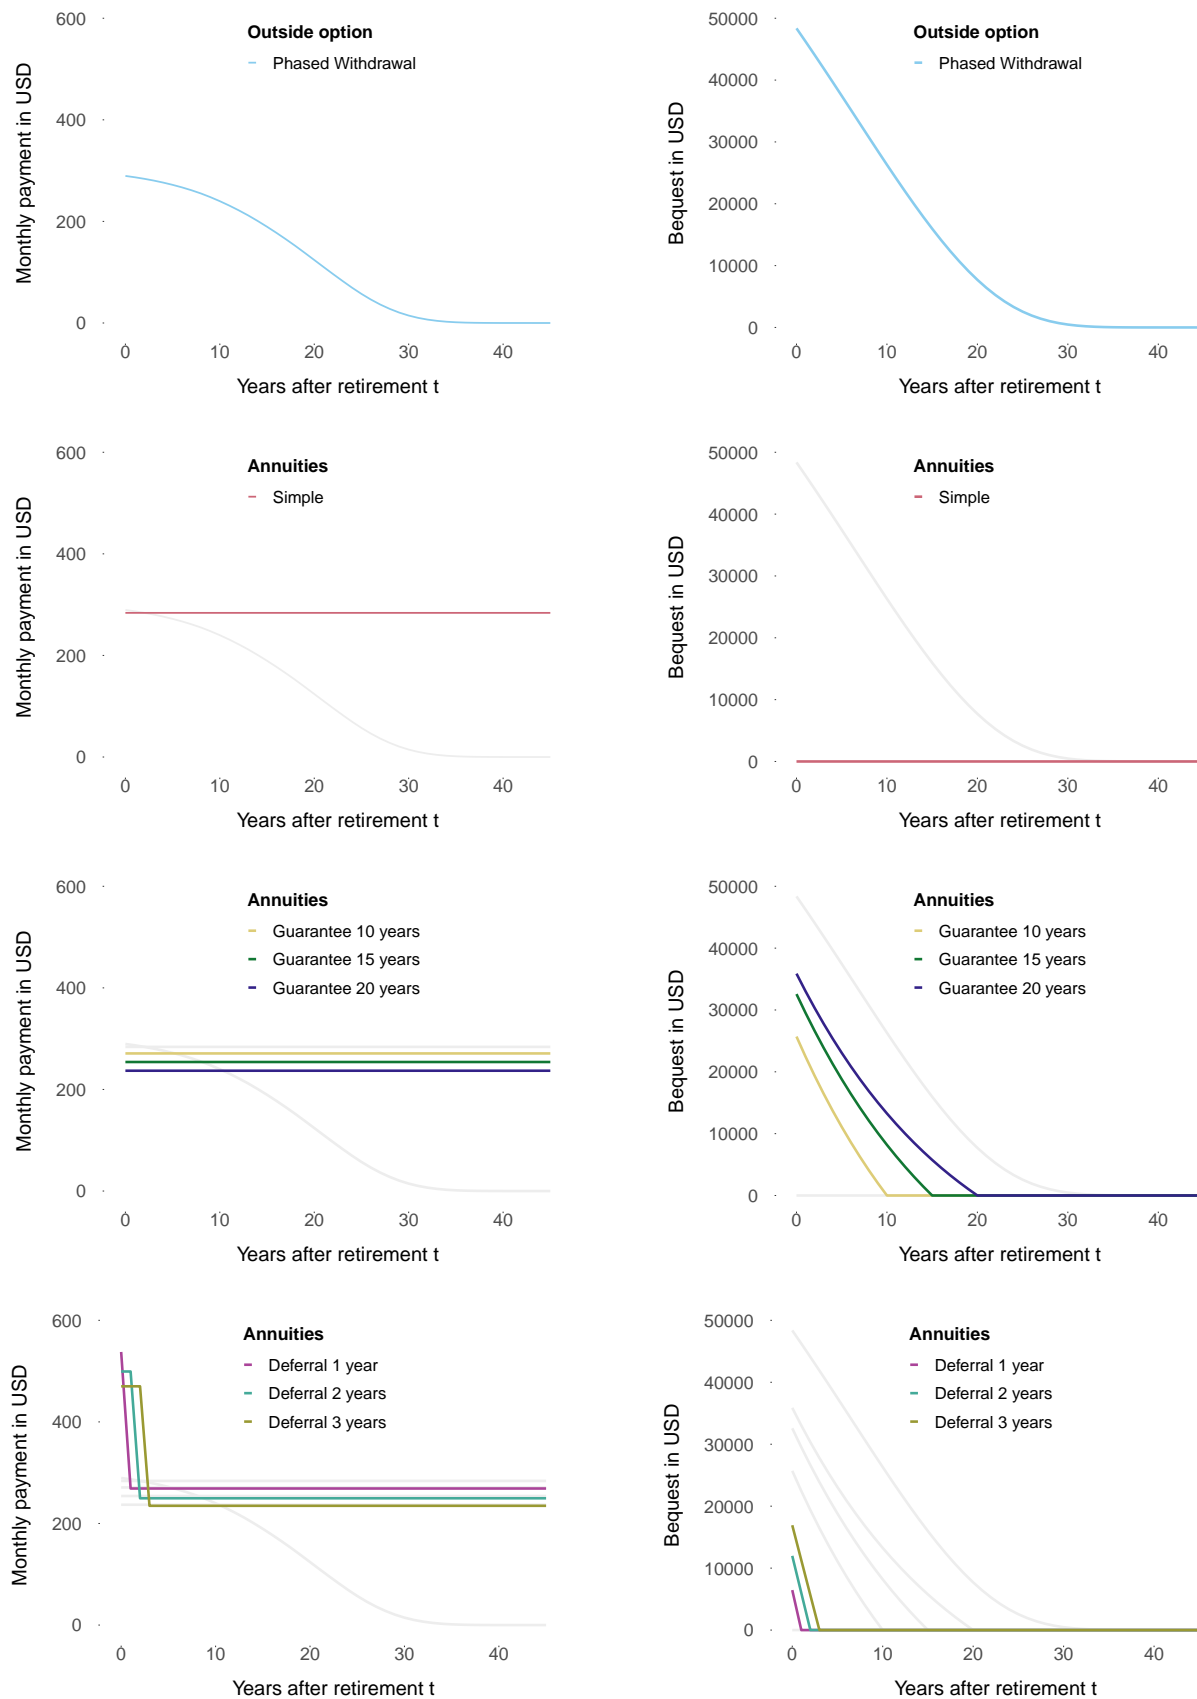 600
400
200
0
Monthly payment in USD
Outside option
Phased Withdrawal
0 10 20 30 40
Years after retirement t
50000
40000
30000
20000
10000
0
Bequest in USD
Outside option
Phased Withdrawal
0 10 20 30 40
Years after retirement t
600
400
200
0
Monthly payment in USD
Annuities
Simple
0 10 20 30 40
Years after retirement t
50000
40000
30000
20000
10000
0
Bequest in USD
Annuities
Simple
0 10 20 30 40
Years after retirement t
600
400
200
0
Monthly payment in USD
Annuities
Guarantee 10 years
Guarantee 15 years
Guarantee 20 years
0 10 20 30 40
Years after retirement t
50000
40000
30000
20000
10000
0
Bequest in USD
Annuities
Guarantee 10 years
Guarantee 15 years
Guarantee 20 years
0 10 20 30 40
Years after retirement t
600
400
200
0
Monthly payment in USD
Annuities
Deferral 1 year
Deferral 2 years
Deferral 3 years
0 10 20 30 40
Years after retirement t
50000
40000
30000
20000
10000
0
Bequest in USD
Annuities
Deferral 1 year
Deferral 2 years
Deferral 3 years
0 10 20 30 40
Years after retirement t